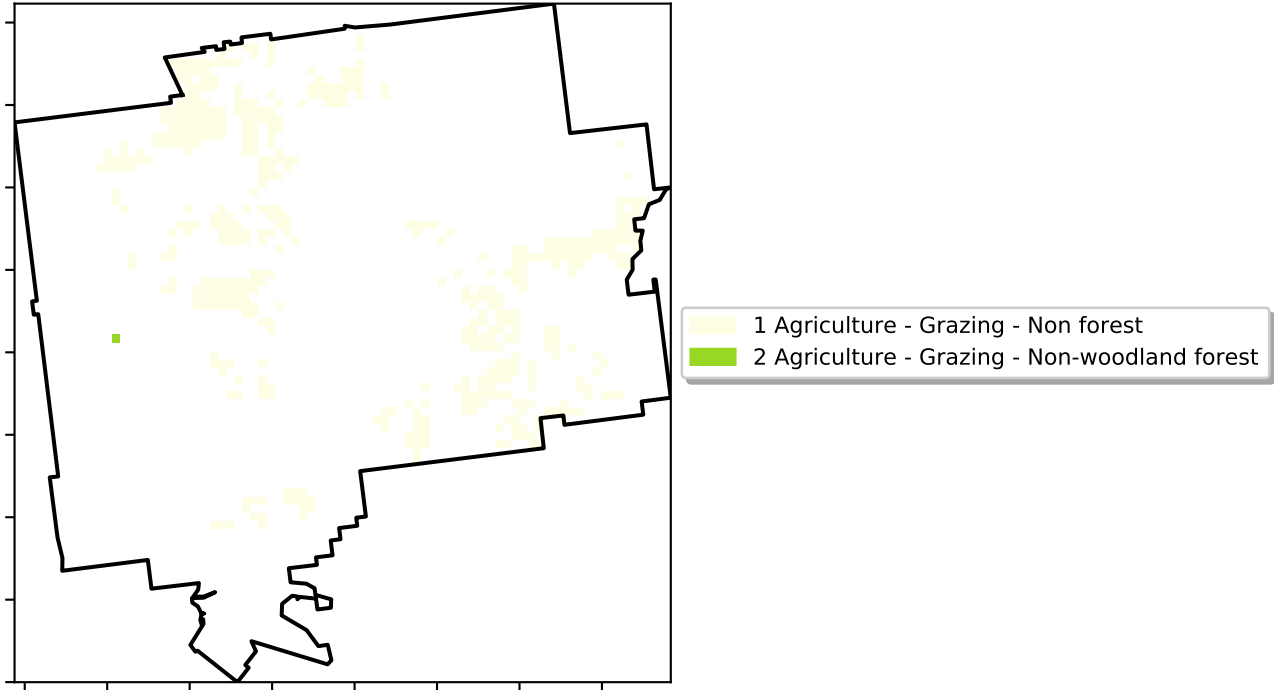 1 Agriculture - Grazing - Non forest
2 Agriculture - Grazing - Non-woodland forest